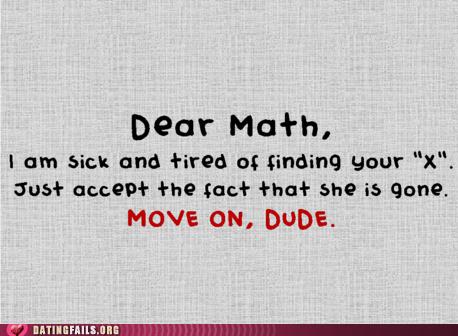 Dear Math,
I am sick and tired of finding your "X".
Just accept the fact that she is gone.
MOVE ON, DUDE.
DATINGFAILS.ORG